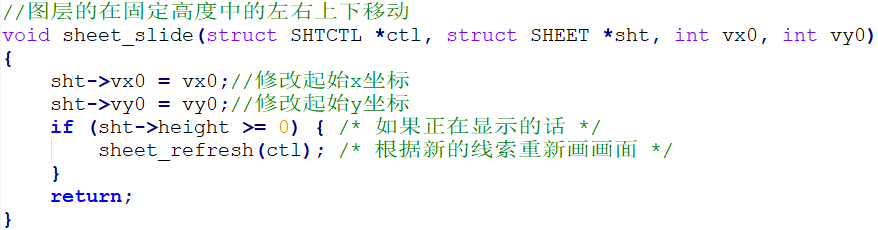 //图层的在固定高度中的左右上下移动
void sheet_slide(struct SHTCTL *ctl, struct SHEET *sht, int vx0, int vy0)
{
    sht->vx0 = vx0;//修改起始x坐标
    sht->vy0 = vy0;//修改起始y坐标
    if (sht->height >= 0) { /* 如果正在显示的话 */
        sheet_refresh(ctl); /* 根据新的线索重新画画面 */
    }
    return;
}